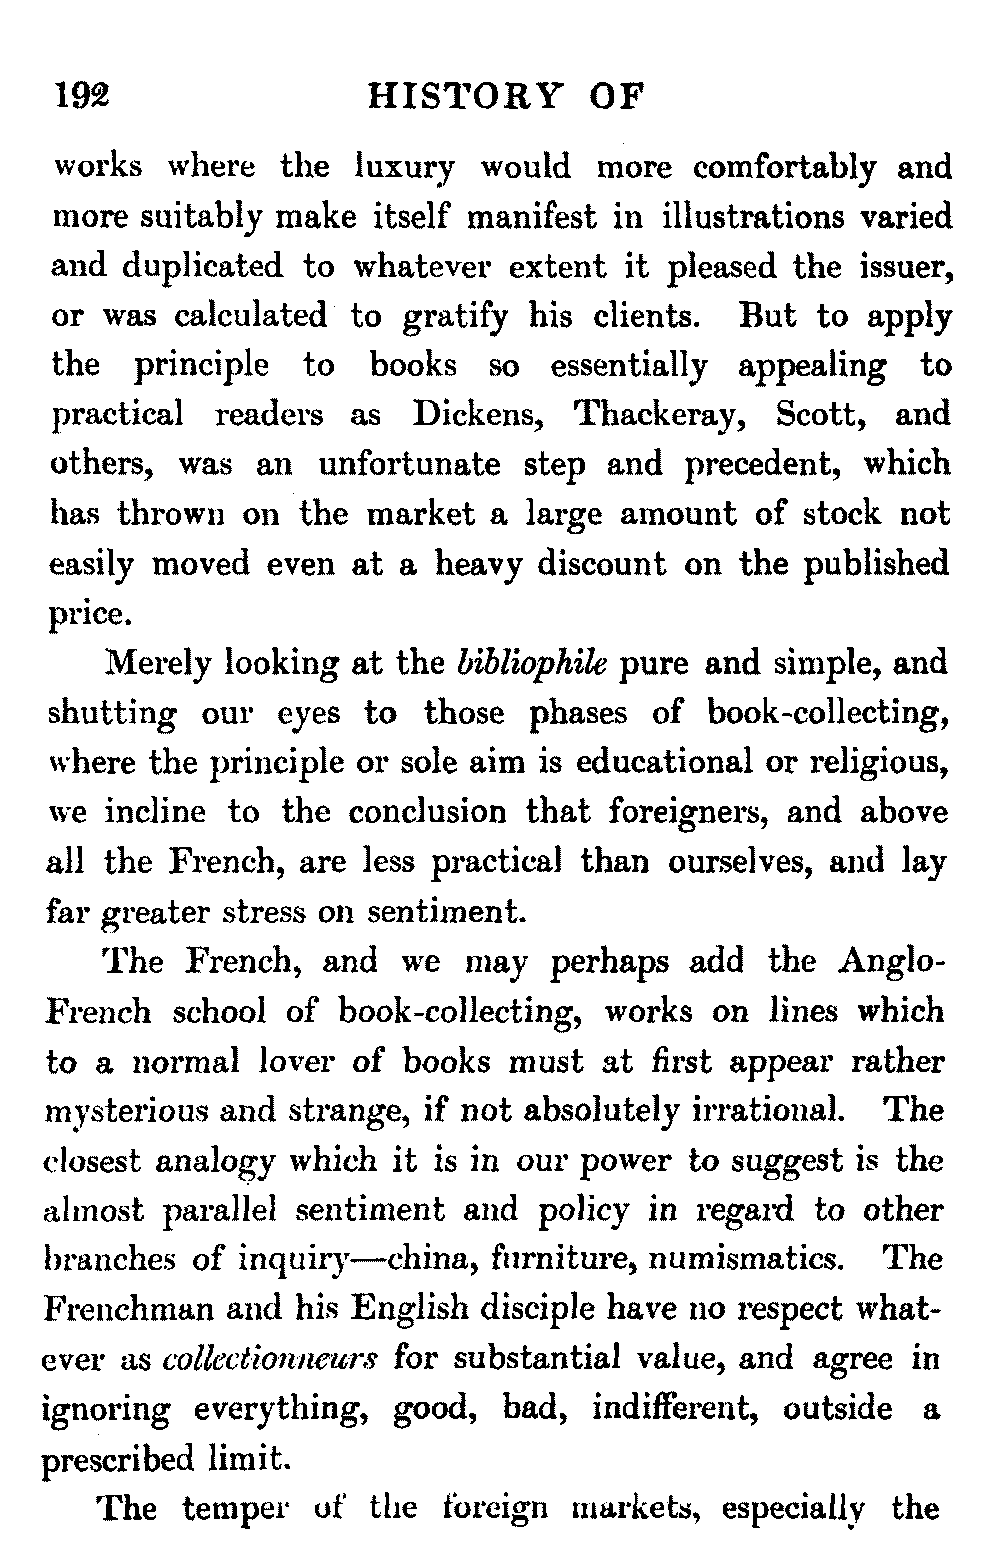 192 HISTORY OF
works where the luxury would more comfortably and
more suitably make itself manifest in illustrations varied
and duplicated to whatever extent it pleased the issuer,
or was calculated to gratify his clients. But to apply
the principle to books so essentially appealing to
practical readers as Dickens, Thackeray, Scott, and
others, was an unfortunate step and precedent, which
has thrown on the market a large amount of stock not
easily moved even at a heavy discount on the published
price.
Merely looking at the bibliophile pure and simple, and
shutting our eyes to those phases of book-collecting,
where the principle or sole aim is educational or religious,
we incline to the conclusion that foreigners, and above
all the French, are less practical than ourselves, and lay
far greater stress on sentiment.
The French, and we may perhaps add the Anglo-
French school of book-collecting, works on lines which
to a normal lover of books must at first appear rather
mysterious and strange, if not absolutely irrational. The
closest analogy which it is in our power to suggest is the
almost parallel sentiment and policy in regard to other
branches of inquiry—china, furniture, numismatics. The
Frenchman and his English disciple have no respect what-
ever as collectionneurs for substantial value, and agree in
ignoring everything, good, bad, indifferent, outside a
prescribed limit.
The temper of the foreign markets, especially the